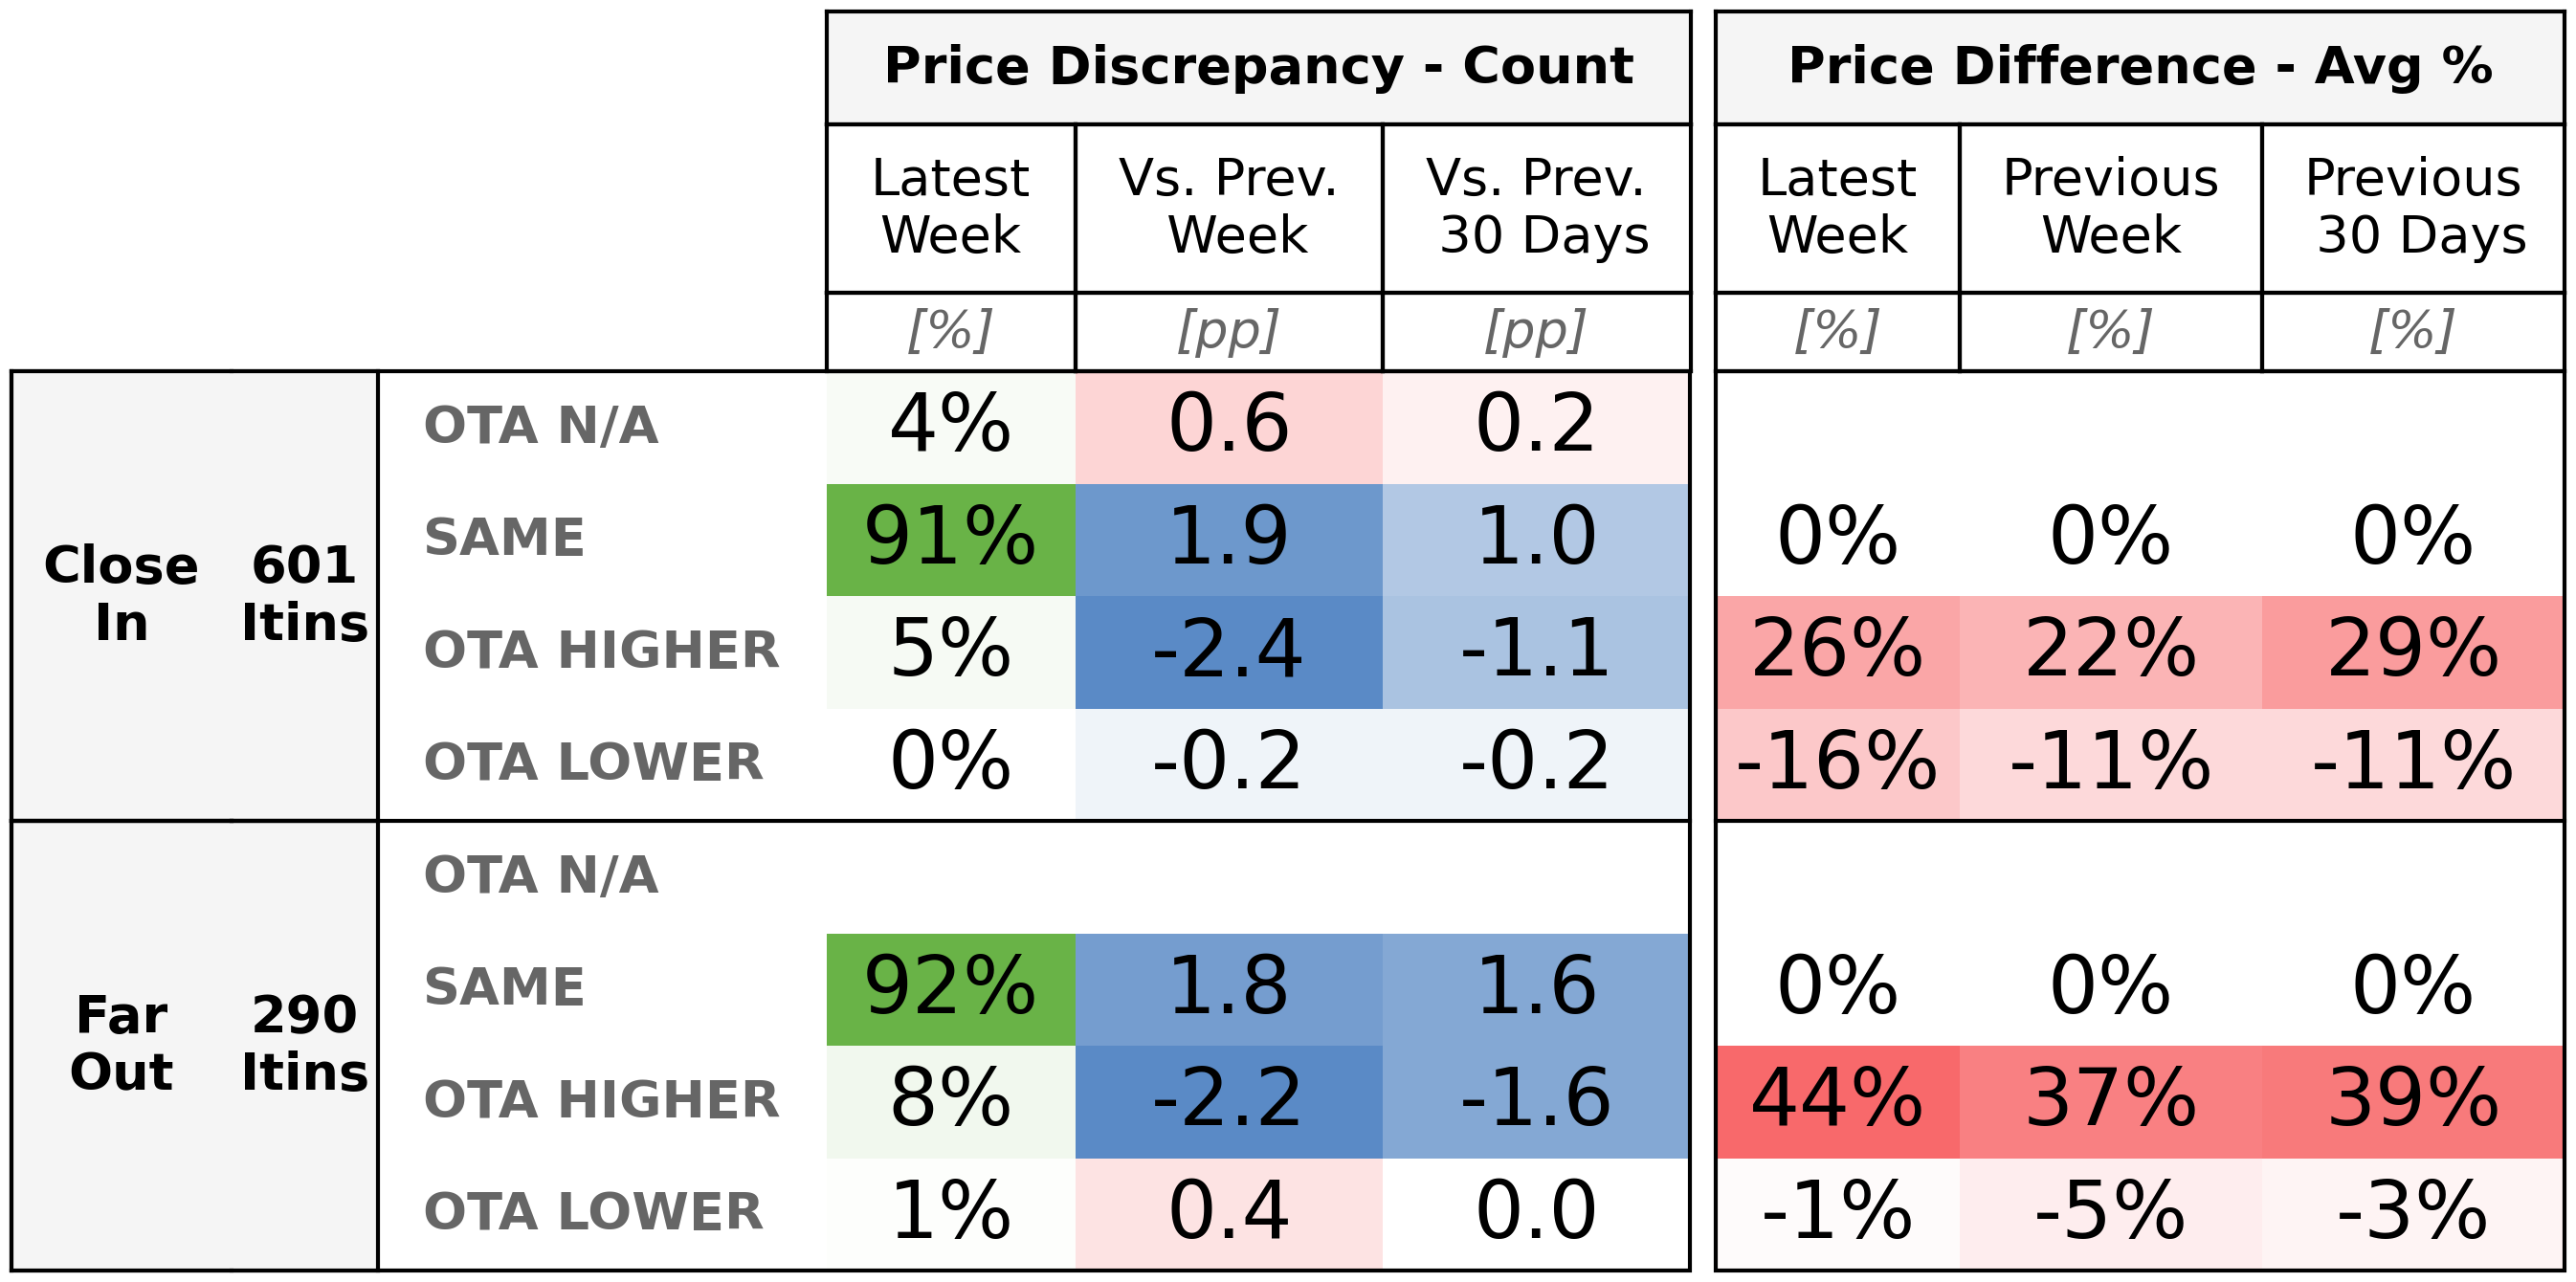 Price Discrepancy - Count
Price Difference - Avg %
Latest Week
Vs. Prev. Week
Vs. Prev. 30 Days
Latest Week
Previous Week
Previous 30 Days
[%] [pp] [pp] [%] [%] [%]
Close In
601 Itins
OTA N/A 4% 0.6 0.2
SAME 91% 1.9 1.0 0% 0% 0%
OTA HIGHER 5% -2.4 -1.1 26% 22% 29%
OTA LOWER 0% -0.2 -0.2 -16% -11% -11%
Far Out
290 Itins
OTA N/A
SAME 92% 1.8 1.6 0% 0% 0%
OTA HIGHER 8% -2.2 -1.6 44% 37% 39%
OTA LOWER 1% 0.4 0.0 -1% -5% -3%